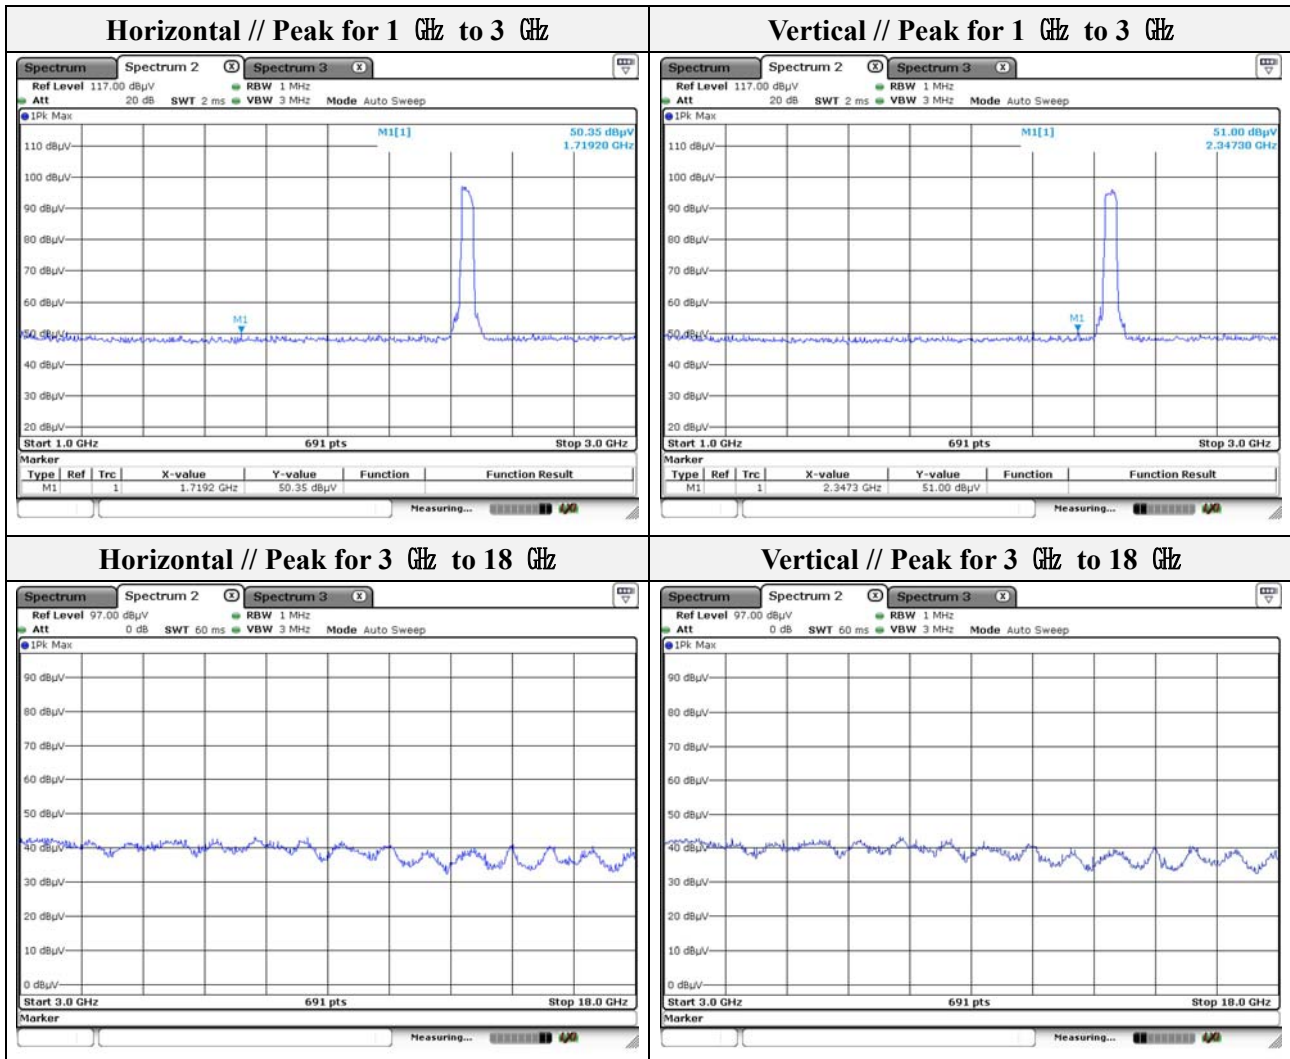 Horizontal // Peak for 1 ㎓ to 3 ㎓
Vertical // Peak for 1 ㎓ to 3 ㎓
Spectrum Spectrum 2 X Spectrum 3 X
Ref Level 117.00 dBµV RBW 1 MHz
Att 20 dB SWT 2 ms VBW 3 MHz Mode Auto Sweep
1Pk Max
M1[1] 50.35 dBµV
1.71920 GHz
110 dBµV
100 dBµV
90 dBµV
80 dBµV
70 dBµV
60 dBµV
M1
50 dBµV
40 dBµV
30 dBµV
20 dBµV
Start 1.0 GHz 691 pts Stop 3.0 GHz
Marker
Type Ref Trc X-value Y-value Function Function Result
M1 1 1.7192 GHz 50.35 dBµV
Measuring...
Spectrum Spectrum 2 X Spectrum 3 X
Ref Level 117.00 dBµV RBW 1 MHz
Att 20 dB SWT 2 ms VBW 3 MHz Mode Auto Sweep
1Pk Max
M1[1] 51.00 dBµV
2.34730 GHz
110 dBµV
100 dBµV
90 dBµV
80 dBµV
70 dBµV
60 dBµV
M1
50 dBµV
40 dBµV
30 dBµV
20 dBµV
Start 1.0 GHz 691 pts Stop 3.0 GHz
Marker
Type Ref Trc X-value Y-value Function Function Result
M1 1 2.3473 GHz 51.00 dBµV
Measuring...
Horizontal // Peak for 3 ㎓ to 18 ㎓
Vertical // Peak for 3 ㎓ to 18 ㎓
Spectrum Spectrum 2 X Spectrum 3 X
Ref Level 97.00 dBµV RBW 1 MHz
Att 0 dB SWT 60 ms VBW 3 MHz Mode Auto Sweep
1Pk Max
90 dBµV
80 dBµV
70 dBµV
60 dBµV
50 dBµV
40 dBµV
30 dBµV
20 dBµV
10 dBµV
0 dBµV
Start 3.0 GHz 691 pts Stop 18.0 GHz
Marker
Measuring...
Spectrum Spectrum 2 X Spectrum 3 X
Ref Level 97.00 dBµV RBW 1 MHz
Att 0 dB SWT 60 ms VBW 3 MHz Mode Auto Sweep
1Pk Max
90 dBµV
80 dBµV
70 dBµV
60 dBµV
50 dBµV
40 dBµV
30 dBµV
20 dBµV
10 dBµV
0 dBµV
Start 3.0 GHz 691 pts Stop 18.0 GHz
Marker
Measuring...